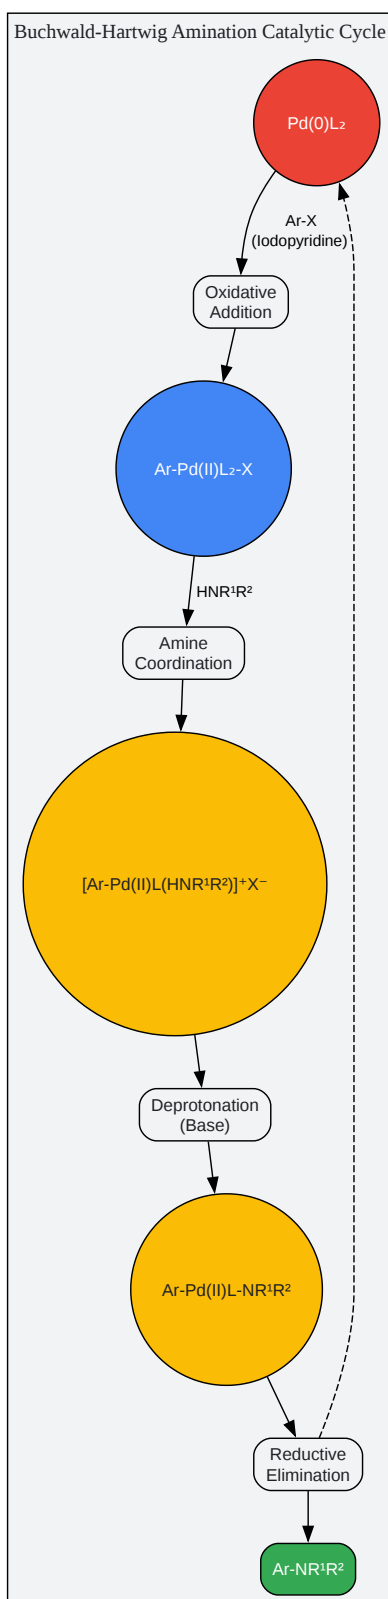 Buchwald-Hartwig Amination Catalytic Cycle
Pd(0)L₂
Ar-X
(Iodopyridine)
Oxidative
Addition
Ar-Pd(II)L₂-X
HNR¹R²
Amine
Coordination
[Ar-Pd(II)L(HNR¹R²)]⁺X⁻
Deprotonation
(Base)
Ar-Pd(II)L-NR¹R²
Reductive
Elimination
Ar-NR¹R²